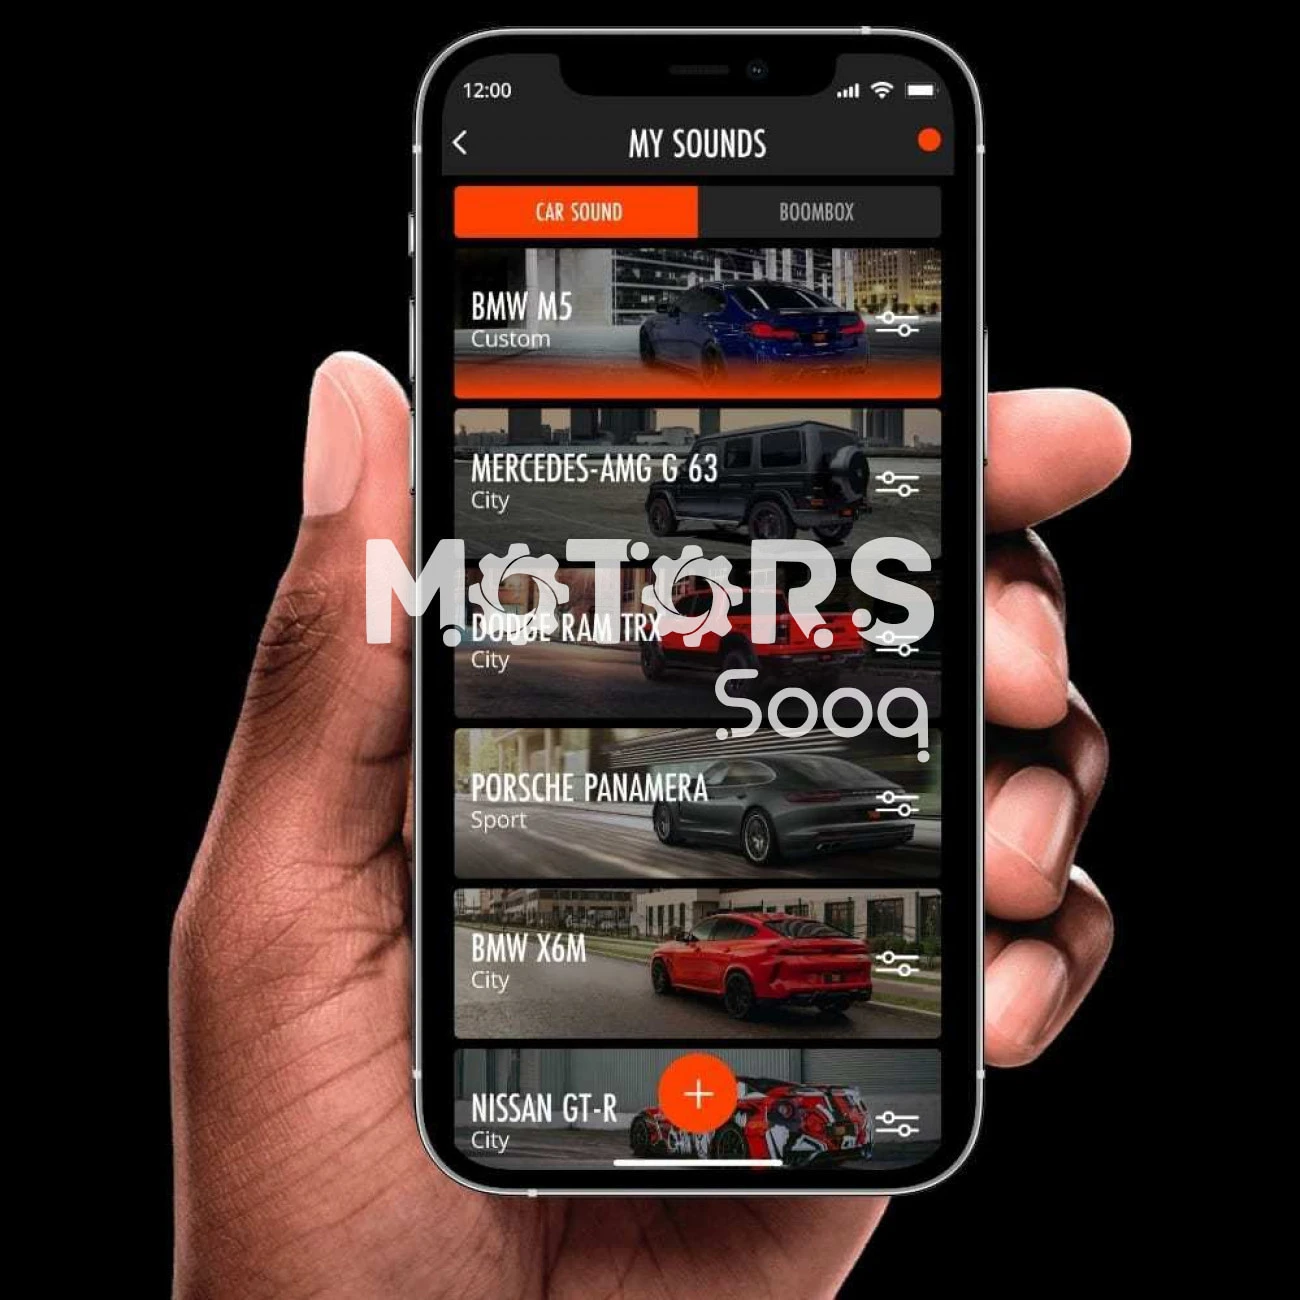 12:00
MY SOUNDS
CAR SOUND
BOOMBOX
BMW M5
Custom
MERCEDES-AMG G 63
City
MOTORS
DODGE RAM TRX
City
Sooq
PORSCHE PANAMERA
Sport
BMW X6M
City
NISSAN GT-R
City